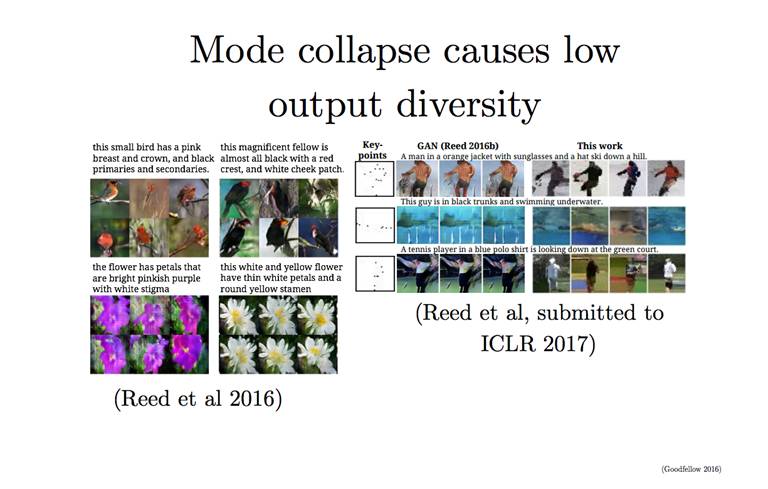 Mode collapse causes low
output diversity
this small bird has a pink
breast and crown, and black
primaries and secondaries.
this magnificent fellow is
almost all black with a red
crest, and white cheek patch.
the flower has petals that
are bright pinkish purple
with white stigma
this white and yellow flower
have thin white petals and a
round yellow stamen
(Reed et al 2016)
Key-
points
GAN (Reed 2016b)
This work
A man in a orange jacket with sunglasses and a hat ski down a hill.
This guy is in black trunks and swimming underwater.
A tennis player in a blue polo shirt is looking down at the green court.
(Reed et al, submitted to
ICLR 2017)
(Goodfellow 2016)